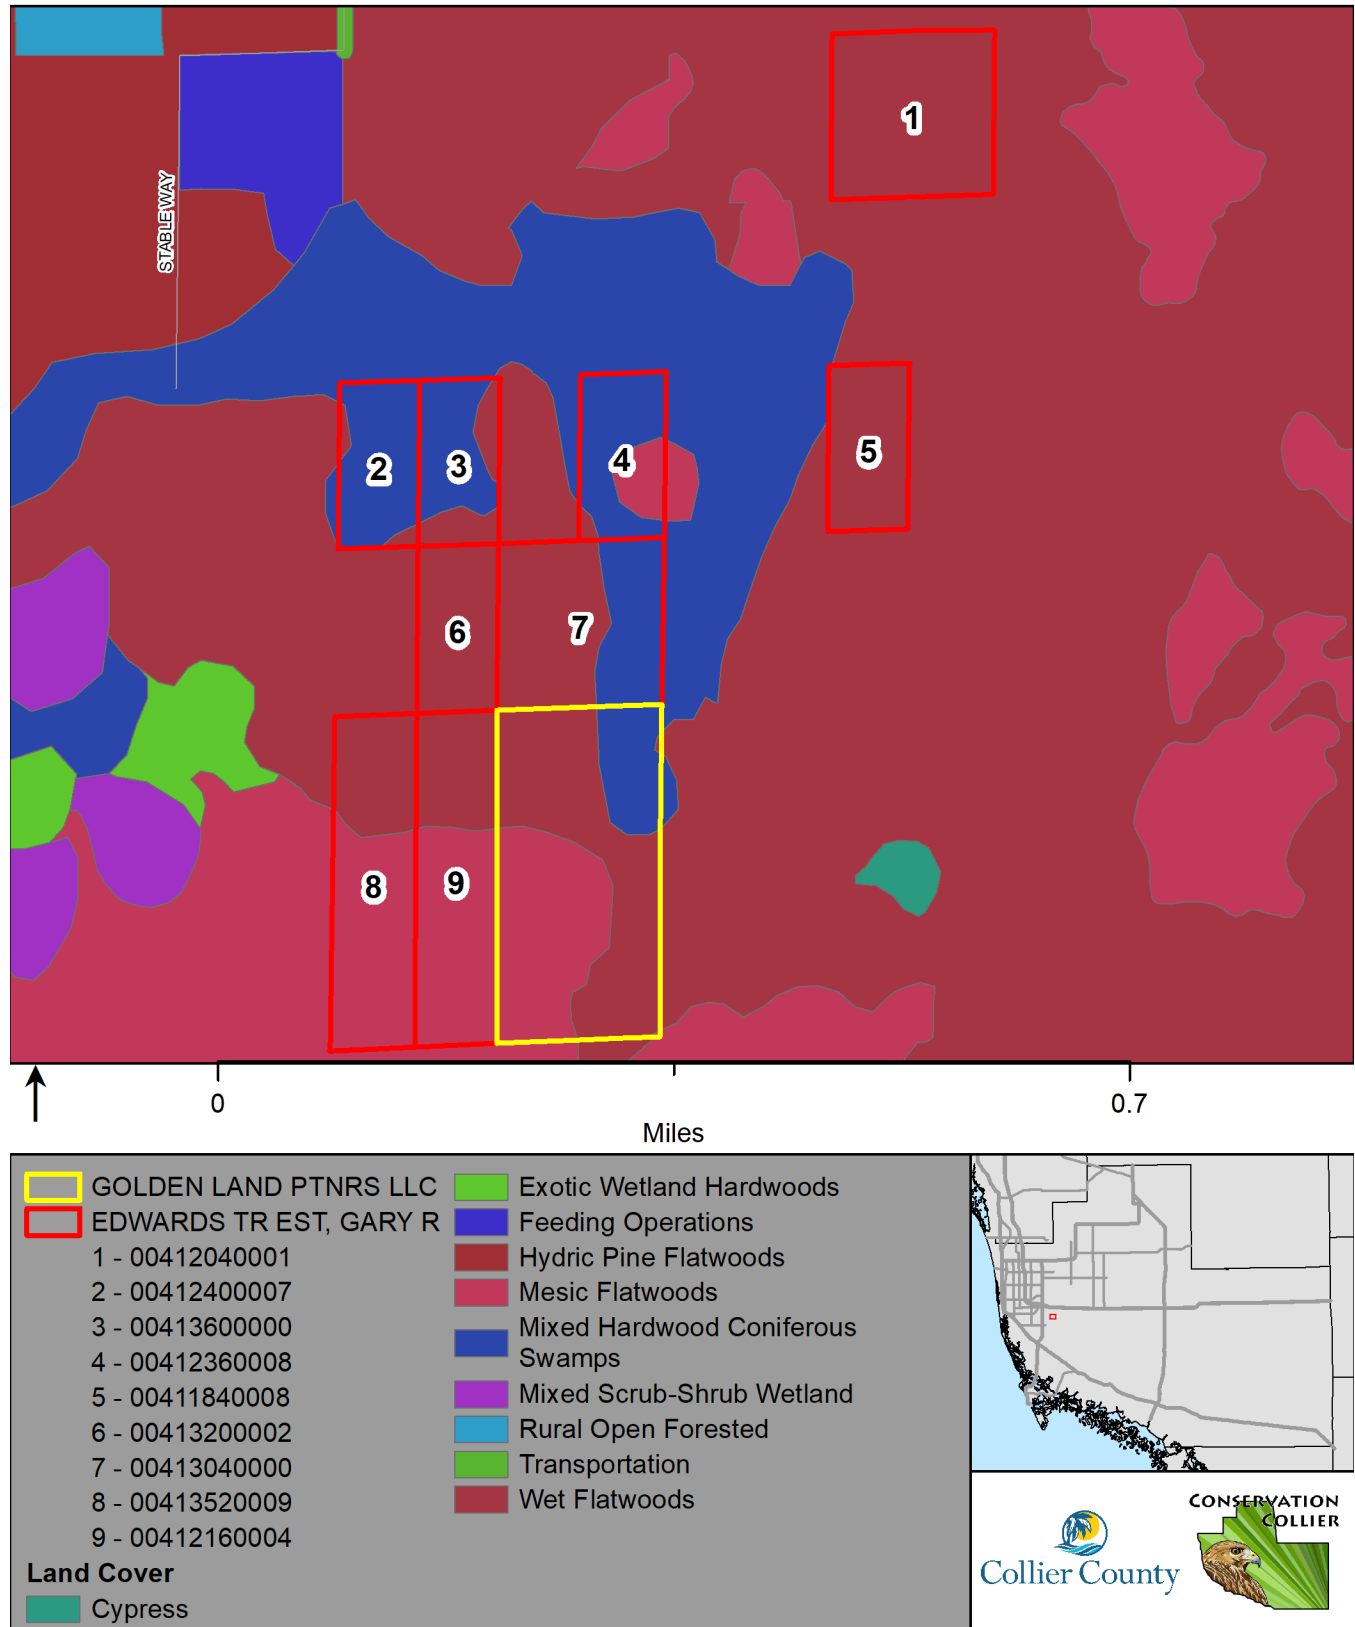 1
STABLE WAY
2
3
4
5
6
7
8
9
0
0.7
Miles
GOLDEN LAND PTNRS LLC
EDWARDS TR EST, GARY R
1 - 00412040001
2 - 00412400007
3 - 00413600000
4 - 00412360008
5 - 00411840008
6 - 00413200002
7 - 00413040000
8 - 00413520009
9 - 00412160004
Land Cover
Cypress
Exotic Wetland Hardwoods
Feeding Operations
Hydric Pine Flatwoods
Mesic Flatwoods
Mixed Hardwood Coniferous
Swamps
Mixed Scrub-Shrub Wetland
Rural Open Forested
Transportation
Wet Flatwoods
Collier County
CONSERVATION
COLLIER